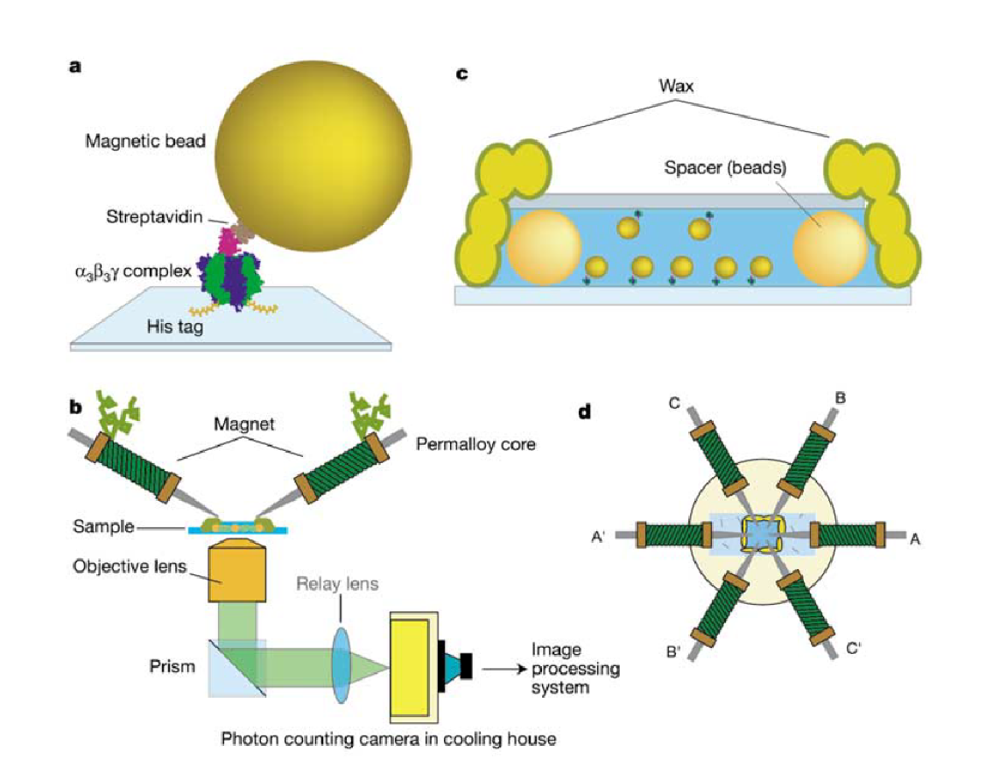 a
Magnetic bead
Streptavidin
α₃β₃γ complex
His tag
c
Wax
Spacer (beads)
b
Magnet
Permalloy core
Sample
Objective lens
Relay lens
Prism
Image
processing
system
Photon counting camera in cooling house
d
C
B
A'
A
B'
C'